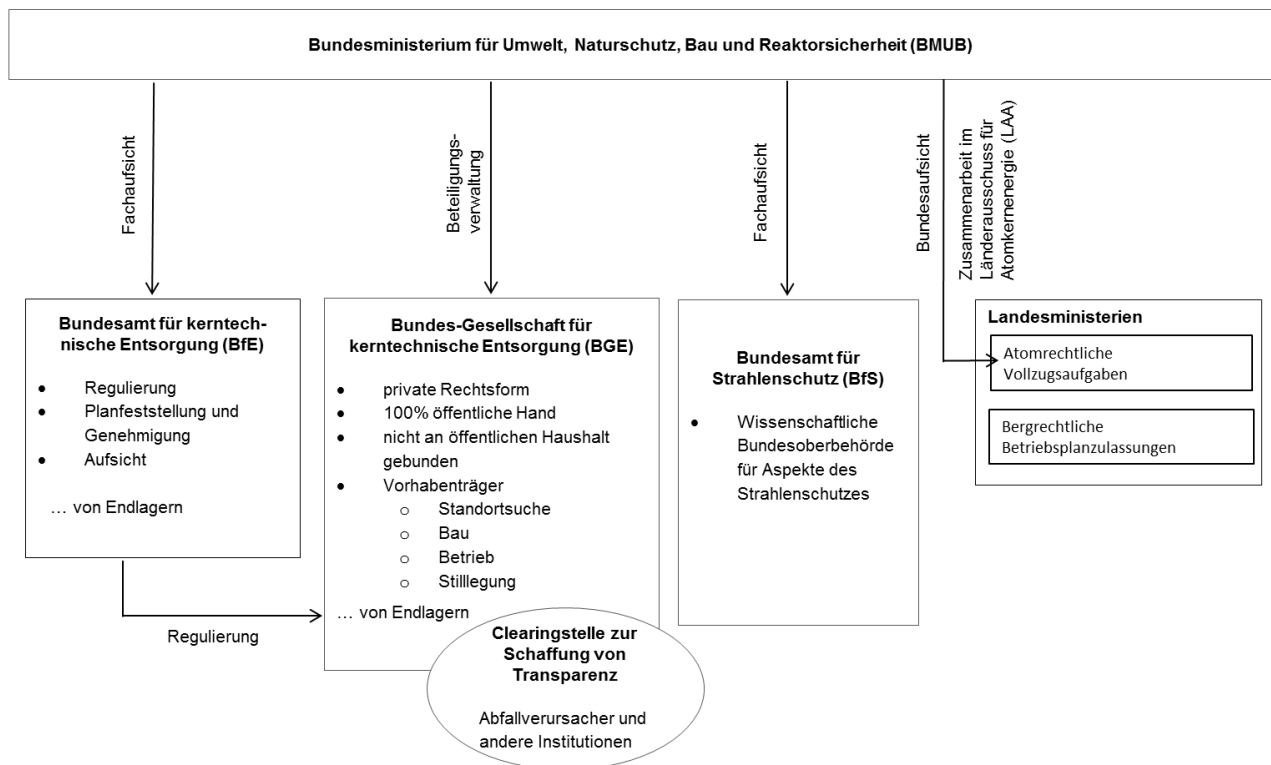 Bundesministerium für Umwelt, Naturschutz, Bau und Reaktorsicherheit (BMUB)
Fachaufsicht
Beteiligungs-
verwaltung
Fachaufsicht
Bundesaufsicht
Zusammenarbeit im
Länderausschuss für
Atomkernenergie (LAA)
Bundesamt für kerntech-
nische Entsorgung (BfE)
• Regulierung
• Planfeststellung und
Genehmigung
• Aufsicht
… von Endlagern
Regulierung
Bundes-Gesellschaft für
kerntechnische Entsorgung (BGE)
• private Rechtsform
• 100% öffentliche Hand
• nicht an öffentlichen Haushalt
gebunden
• Vorhabenträger
o Standortsuche
o Bau
o Betrieb
o Stilllegung
… von Endlagern
Clearingstelle zur
Schaffung von
Transparenz
Abfallverursacher und
andere Institutionen
Bundesamt für
Strahlenschutz (BfS)
• Wissenschaftliche
Bundesoberbehörde
für Aspekte des
Strahlenschutzes
Landesministerien
Atomrechtliche
Vollzugsaufgaben
Bergrechtliche
Betriebsplanzulassungen